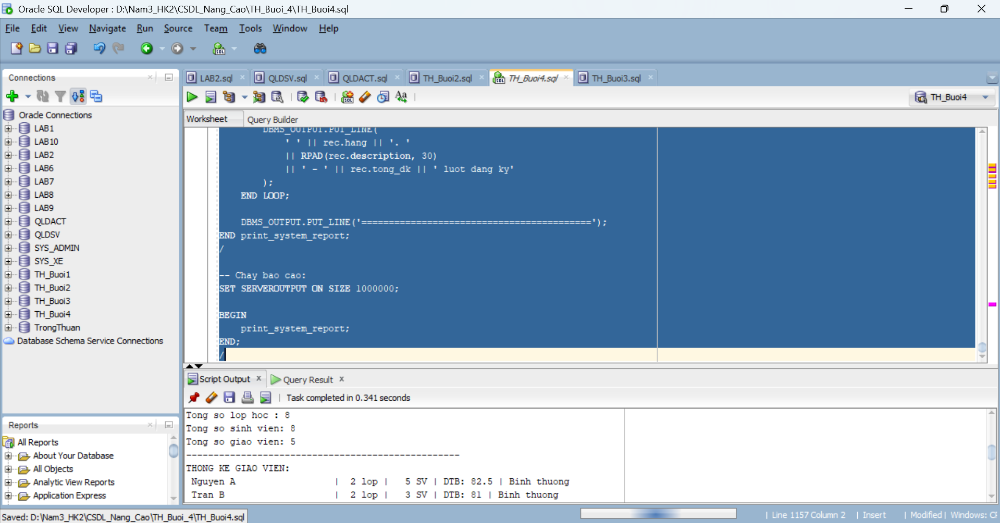 Oracle SQL Developer : D:\Nam3_HK2\CSDL_Nang_Cao\TH_Buoi_4\TH_Buoi4.sql
File Edit View Navigate Run Source Team Tools Window Help
Connections
Oracle Connections
LAB1
LAB10
LAB2
LAB6
LAB7
LAB8
LAB9
QLDACT
QLDSV
SYS_ADMIN
SYS_XE
TH_Buoi1
TH_Buoi2
TH_Buoi3
TH_Buoi4
TrongThuan
Database Schema Service Connections
Reports
All Reports
About Your Database
All Objects
Analytic View Reports
Application Express
LAB2.sql QLDSV.sql QLDACT.sql TH_Buoi2.sql TH_Buoi4.sql TH_Buoi3.sql
TH_Buoi4
Worksheet Query Builder
DBMS_OUTPUT.PUT_LINE(
' ' || rec.hang || '. '
|| RPAD(rec.description, 30)
|| ' - ' || rec.tong_dk || ' luot dang ky'
);
END LOOP;
DBMS_OUTPUT.PUT_LINE('==========================================');
END print_system_report;
/
-- Chay bao cao:
SET SERVEROUTPUT ON SIZE 1000000;
BEGIN
print_system_report;
END;
/
Script Output Query Result
Task completed in 0.341 seconds
Tong so lop hoc : 8
Tong so sinh vien: 8
Tong so giao vien: 5
--------------------------------------------------
THONG KE GIAO VIEN:
Nguyen A | 2 lop | 5 SV | DTB: 82.5 | Binh thuong
Tran B | 2 lop | 3 SV | DTB: 81 | Binh thuong
Saved: D:\Nam3_HK2\CSDL_Nang_Cao\TH_Buoi_4\TH_Buoi4.sql
| Line 1157 Column 2 | Insert | Modified | Windows: CF